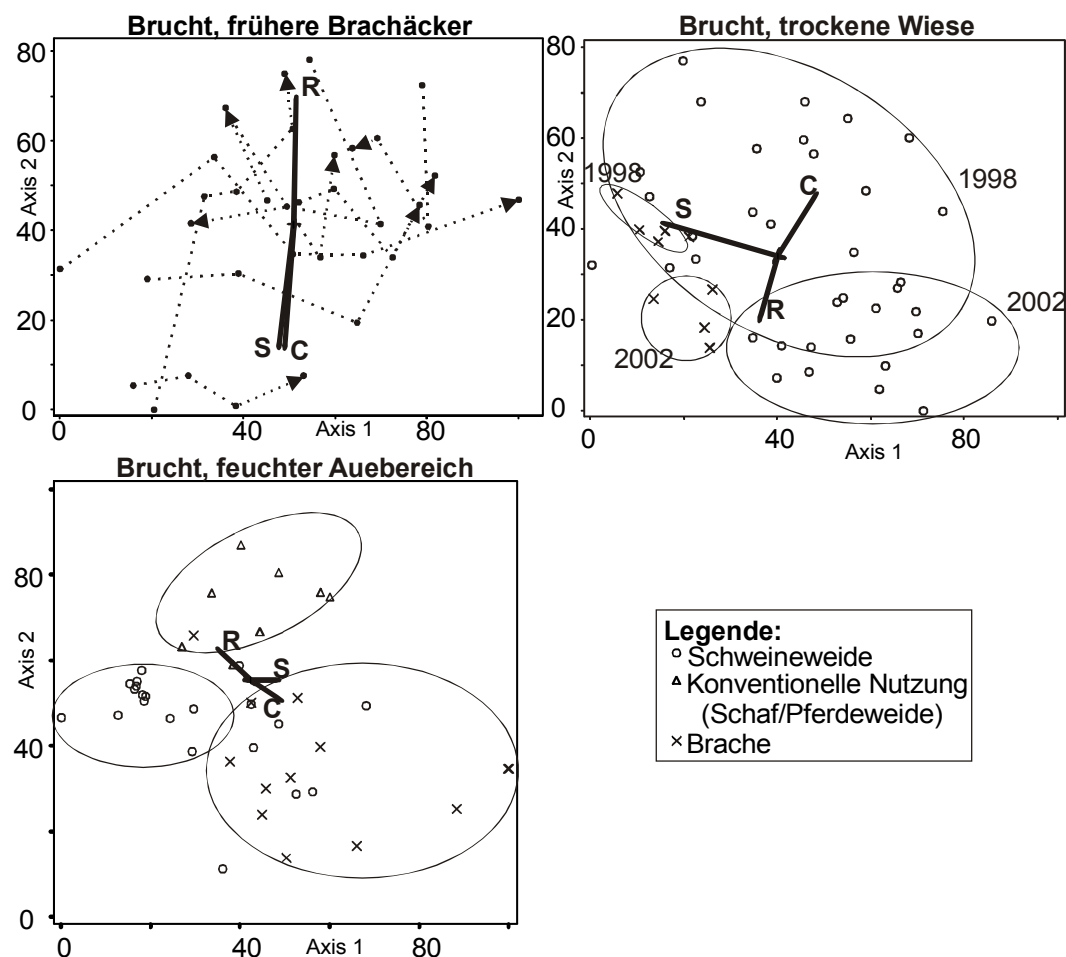 Brucht, frühere Brachäcker
80
60
Axis 2
40
20
0
R
S C
0 40 80
Axis 1
Brucht, trockene Wiese
80
60
Axis 2
40
20
0
1998
S
C
R
1998
2002
2002
0 40 80
Axis 1
Brucht, feuchter Auebereich
80
Axis 2
40
0
R
S
C
0 40 80
Axis 1
Legende:
Schweineweide
Konventionelle Nutzung
(Schaf/Pferdeweide)
Brache